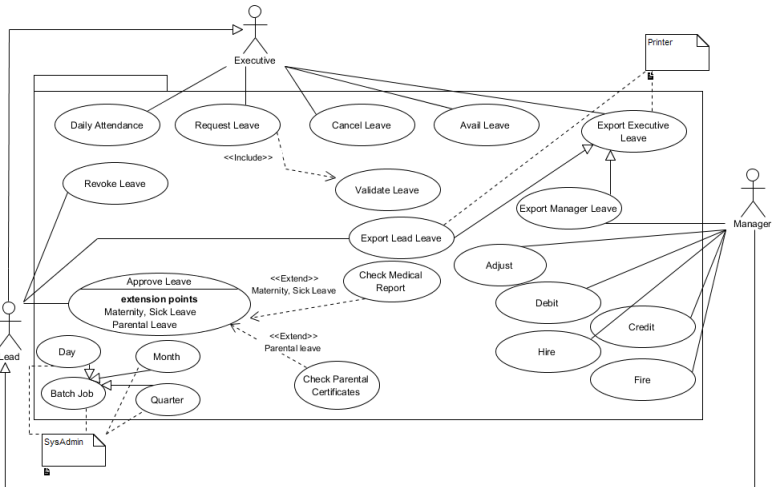 Executive
Printer
Daily Attendance
Request Leave
Cancel Leave
Avail Leave
Export Executive
Leave
<<Include>>
Revoke Leave
Validate Leave
Export Manager Leave
Manager
Export Lead Leave
Adjust
Approve Leave
extension points
Maternity, Sick Leave
Parental Leave
<<Extend>>
Maternity, Sick Leave
Check Medical
Report
Debit
Credit
<<Extend>>
Parental leave
Lead
Day
Month
Hire
Batch Job
Quarter
Check Parental
Certificates
Fire
SysAdmin